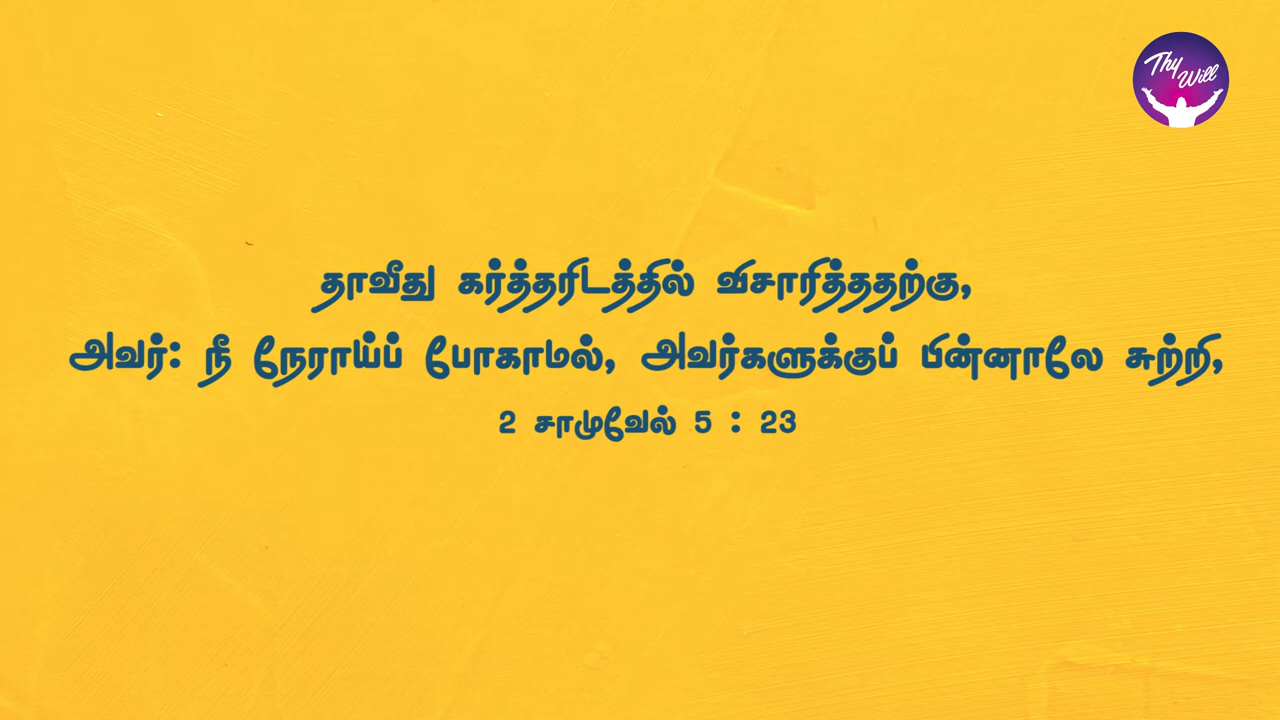 Thy
Will
தாவீது கர்த்தரிடத்தில் விசாரித்ததற்கு,
அவர்: நீ நேராய்ப் போகாமல், அவர்களுக்குப் பின்னாலே சுற்றி,
2 சாமுவேல் 5 : 23